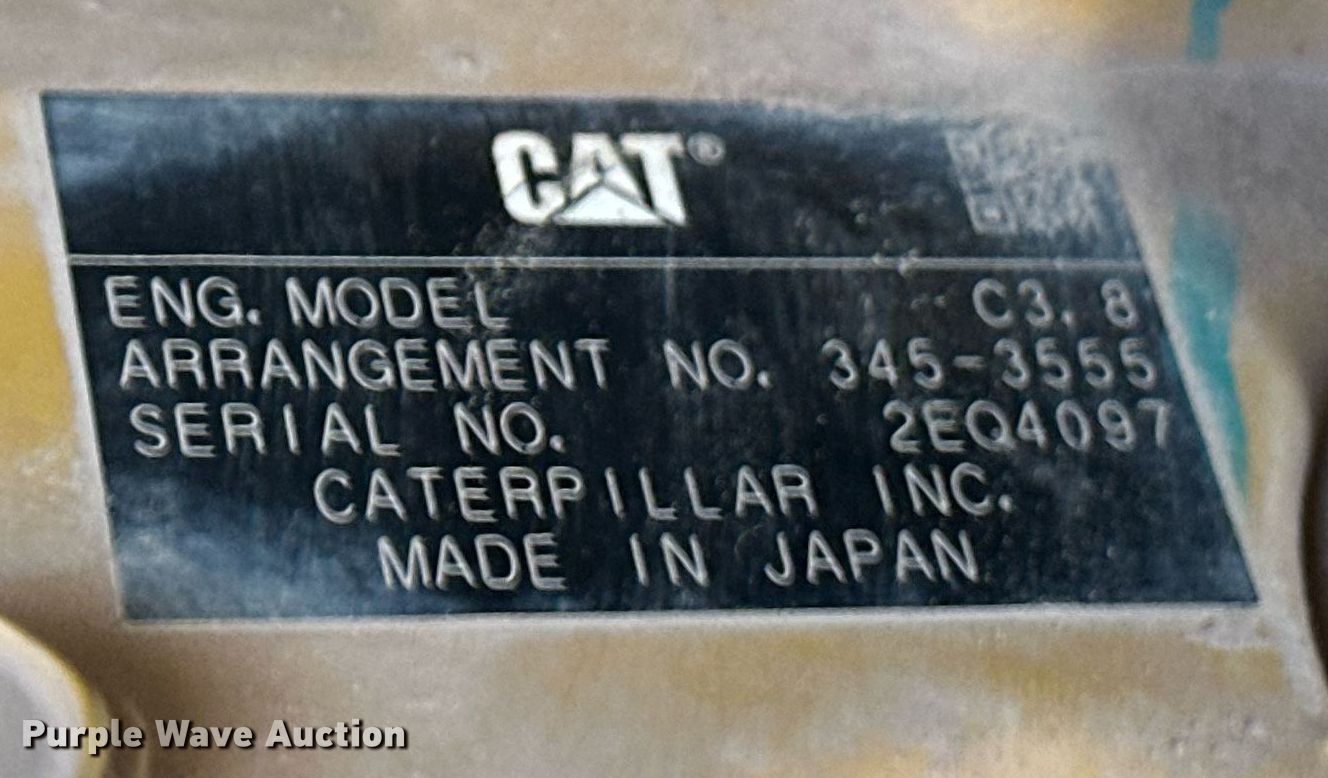 CAT®
ENG. MODEL C3.8
ARRANGEMENT NO. 345-3555
SERIAL NO. 2EQ4097
CATERPILLAR INC.
MADE IN JAPAN
Purple Wave Auction